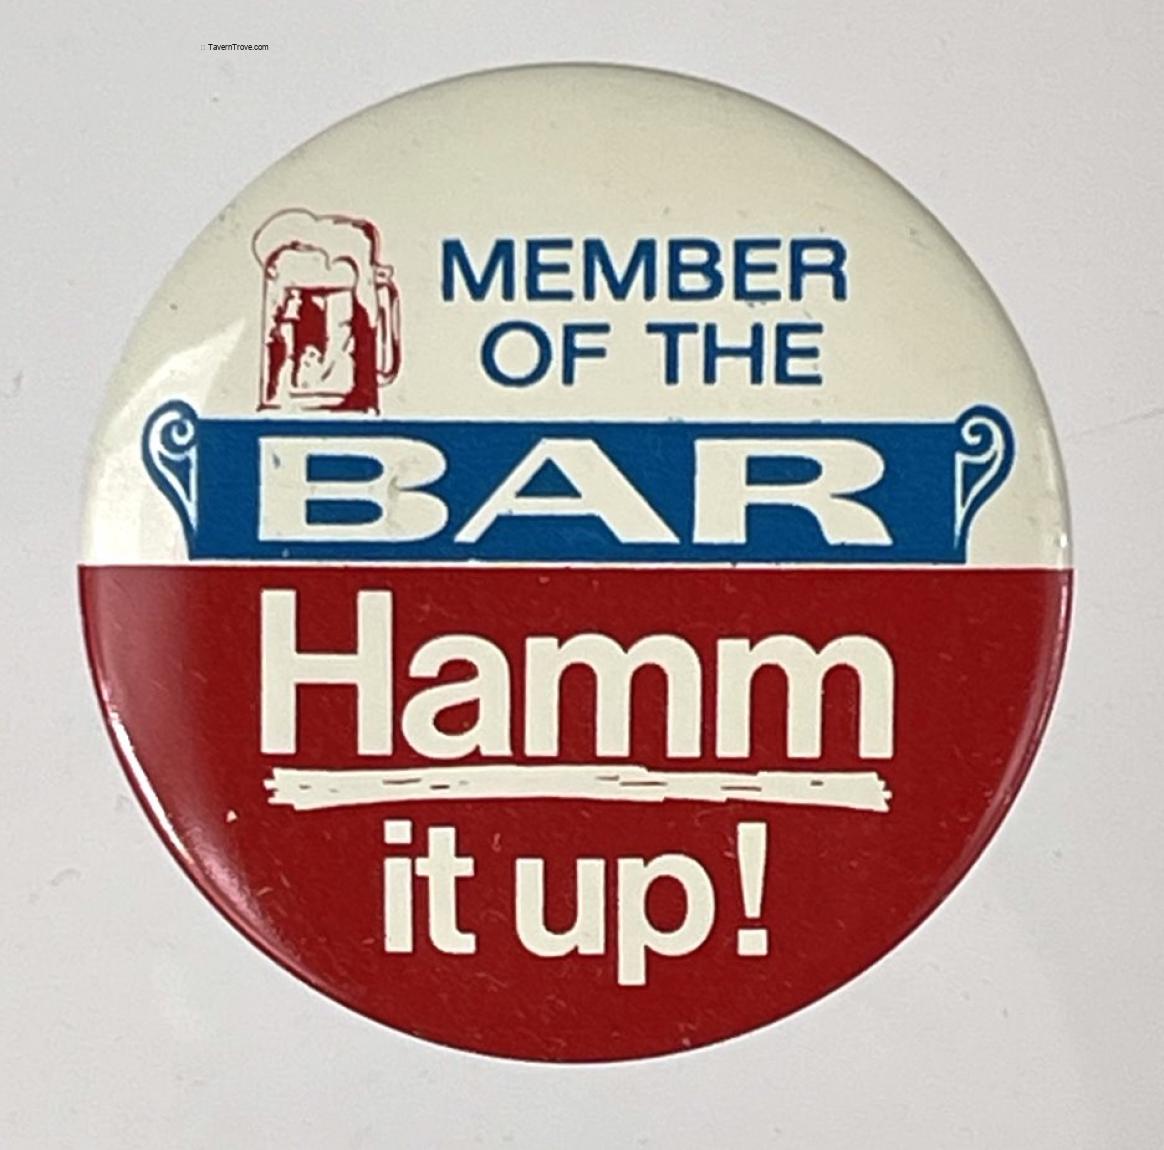 :: TavernTrove.com
MEMBER
OF THE
BAR
Hamm
it up!